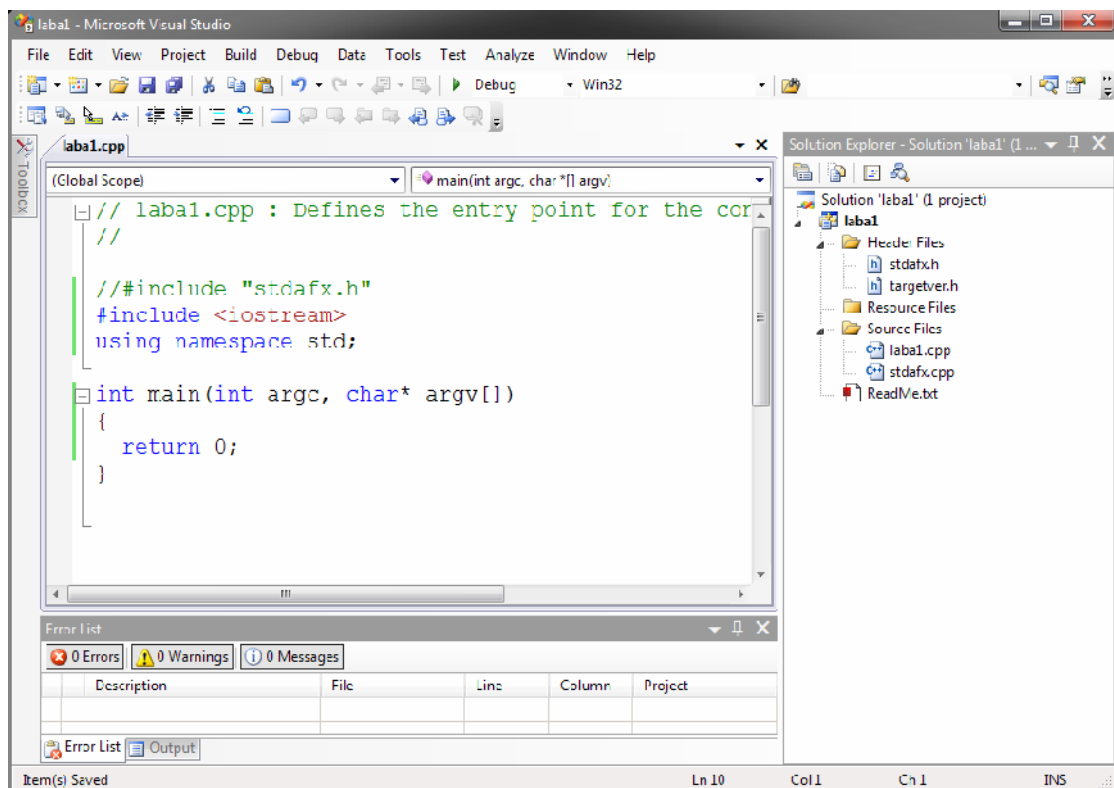 laba1 - Microsoft Visual Studio
File Edit View Project Build Debug Data Tools Test Analyze Window Help
Debug Win32
Toolbox
laba1.cpp
(Global Scope) main(int argc, char *[] argv)
// laba1.cpp : Defines the entry point for the cor
//
//#include "stdafx.h"
#include <iostream>
using namespace std;
int main(int argc, char* argv[])
{
return 0;
}
Solution Explorer - Solution 'laba1' (1 ...
Solution 'laba1' (1 project)
laba1
Header Files
stdafx.h
targetver.h
Resource Files
Source Files
laba1.cpp
stdafx.cpp
ReadMe.txt
Error List
0 Errors 0 Warnings 0 Messages
Description File Line Column Project
Error List Output
Item(s) Saved Ln 10 Col 1 Ch 1 INS